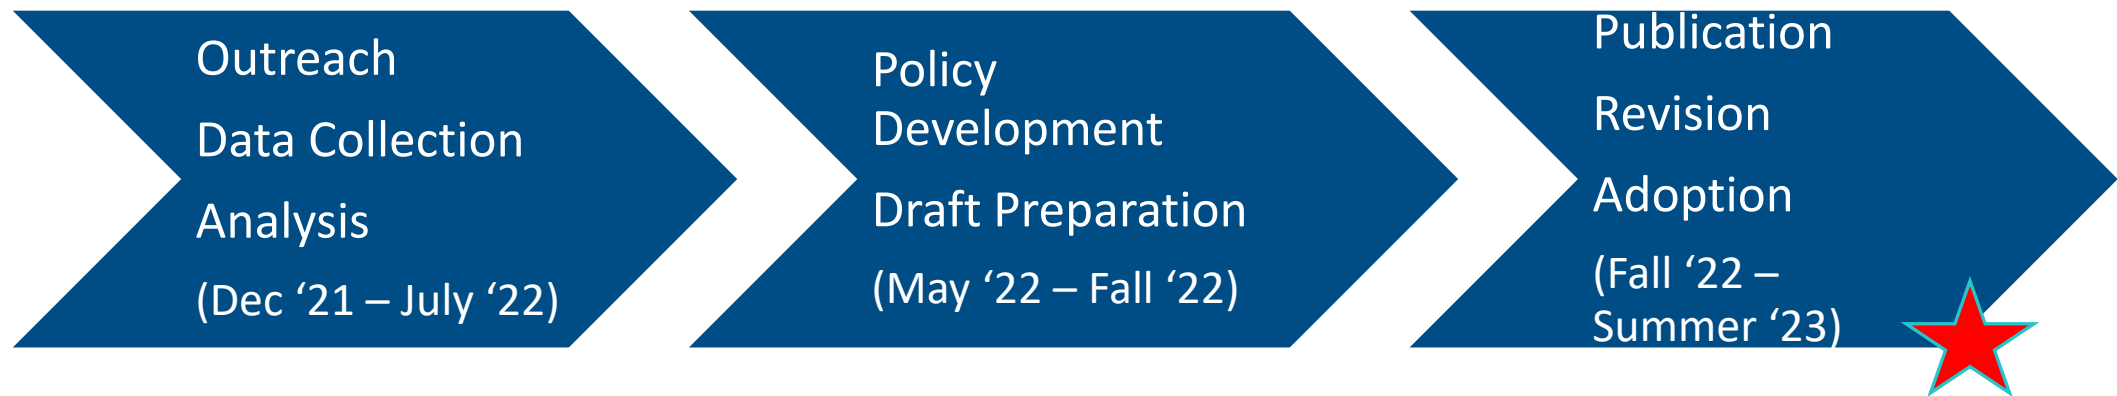 Outreach
Data Collection
Analysis
(Dec ‘21 – July ‘22)
Policy
Development
Draft Preparation
(May ‘22 – Fall ‘22)
Publication
Revision
Adoption
(Fall ‘22 –
Summer ‘23)